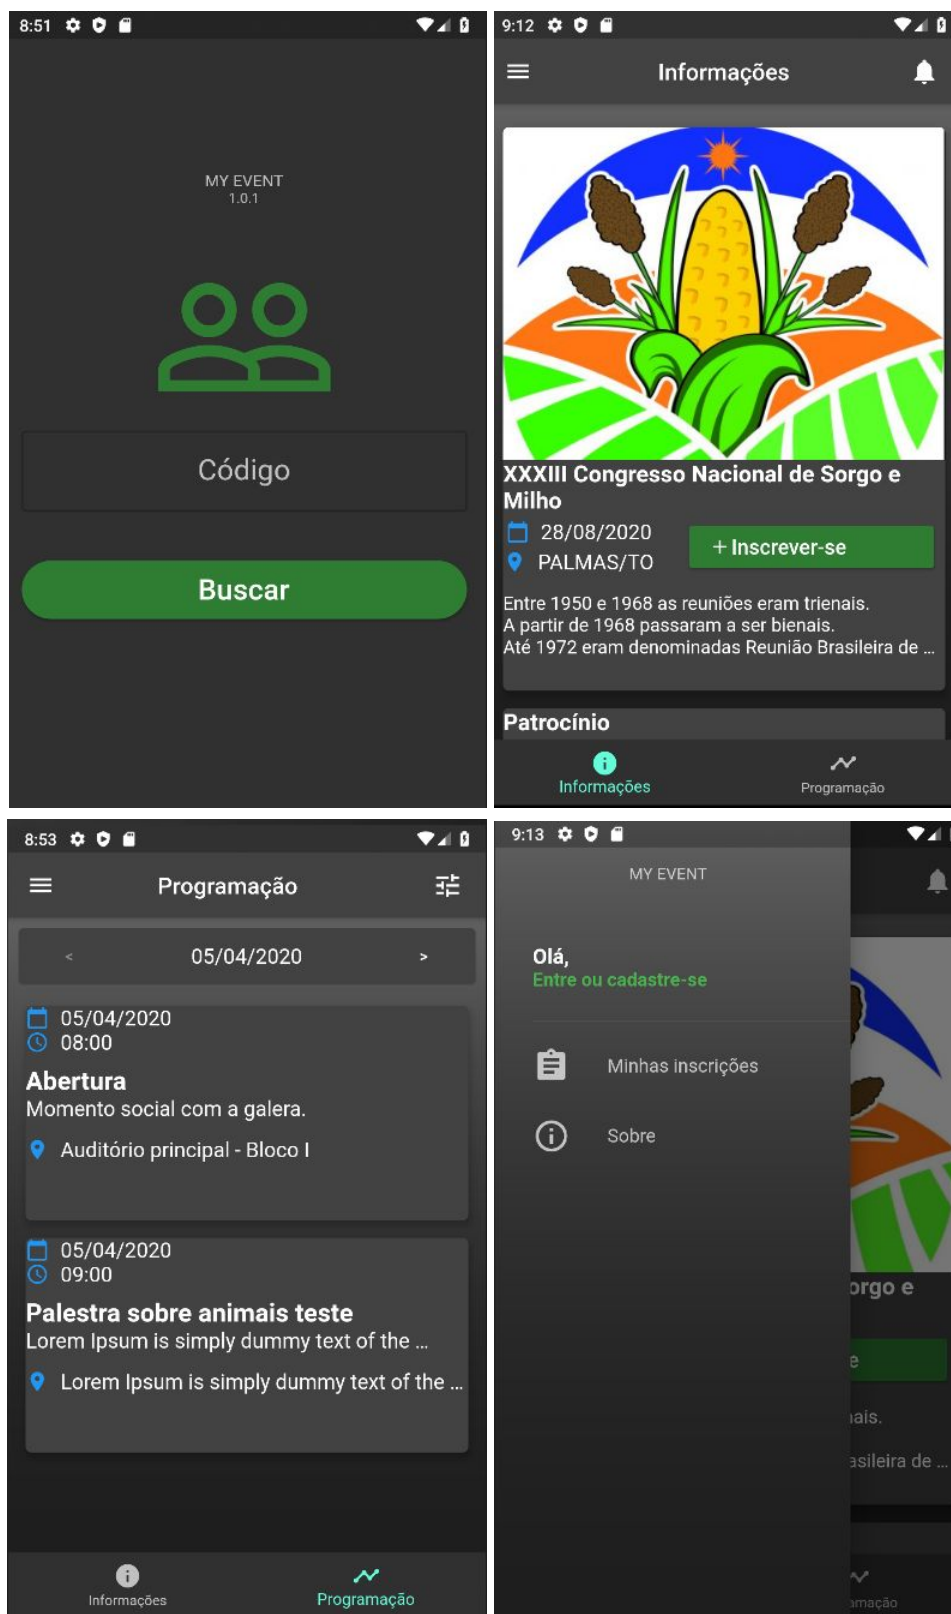 8:51
MY EVENT
1.0.1
Código
Buscar
9:12
Informações
XXXIII Congresso Nacional de Sorgo e
Milho
28/08/2020
PALMAS/TO
+ Inscrever-se
Entre 1950 e 1968 as reuniões eram trienais.
A partir de 1968 passaram a ser bienais.
Até 1972 eram denominadas Reunião Brasileira de ...
Patrocínio
Informações
Programação
8:53
Programação
< 05/04/2020 >
05/04/2020
08:00
Abertura
Momento social com a galera.
Auditório principal - Bloco I
05/04/2020
09:00
Palestra sobre animais teste
Lorem Ipsum is simply dummy text of the ...
Lorem Ipsum is simply dummy text of the ...
Informações
Programação
9:13
MY EVENT
Olá,
Entre ou cadastre-se
Minhas inscrições
Sobre
orgo e
e
ais.
asileira de ...
amação